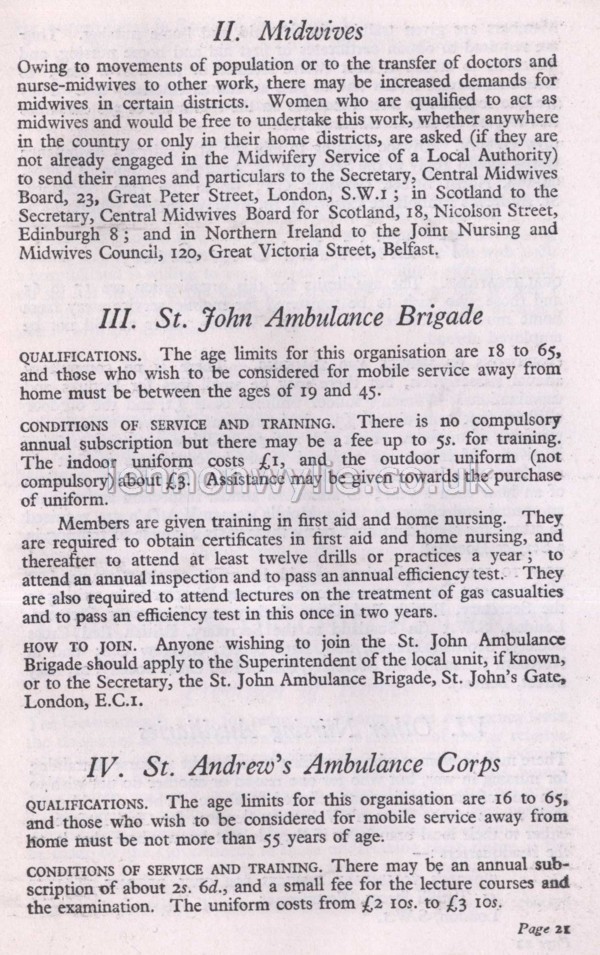 II. Midwives
Owing to movements of population or to the transfer of doctors and
nurse-midwives to other work, there may be increased demands for
midwives in certain districts. Women who are qualified to act as
midwives and would be free to undertake this work, whether anywhere
in the country or only in their home districts, are asked (if they are
not already engaged in the Midwifery Service of a Local Authority)
to send their names and particulars to the Secretary, Central Midwives
Board, 23, Great Peter Street, London, S.W.1 ; in Scotland to the
Secretary, Central Midwives Board for Scotland, 18, Nicolson Street,
Edinburgh 8 ; and in Northern Ireland to the Joint Nursing and
Midwives Council, 120, Great Victoria Street, Belfast.
III. St. John Ambulance Brigade
QUALIFICATIONS. The age limits for this organisation are 18 to 65,
and those who wish to be considered for mobile service away from
home must be between the ages of 19 and 45.
CONDITIONS OF SERVICE AND TRAINING. There is no compulsory
annual subscription but there may be a fee up to 5s. for training.
The indoor uniform costs £1, and the outdoor uniform (not
compulsory) about £3. Assistance may be given towards the purchase
of uniform.
lennonwylie.co.uk
Members are given training in first aid and home nursing. They
are required to obtain certificates in first aid and home nursing, and
thereafter to attend at least twelve drills or practices a year ; to
attend an annual inspection and to pass an annual efficiency test. They
are also required to attend lectures on the treatment of gas casualties
and to pass an efficiency test in this once in two years.
HOW TO JOIN. Anyone wishing to join the St. John Ambulance
Brigade should apply to the Superintendent of the local unit, if known,
or to the Secretary, the St. John Ambulance Brigade, St. John's Gate,
London, E.C.1.
IV. St. Andrew's Ambulance Corps
QUALIFICATIONS. The age limits for this organisation are 16 to 65,
and those who wish to be considered for mobile service away from
home must be not more than 55 years of age.
CONDITIONS OF SERVICE AND TRAINING. There may be an annual sub-
scription of about 2s. 6d., and a small fee for the lecture courses and
the examination. The uniform costs from £2 10s. to £3 10s.
Page 21